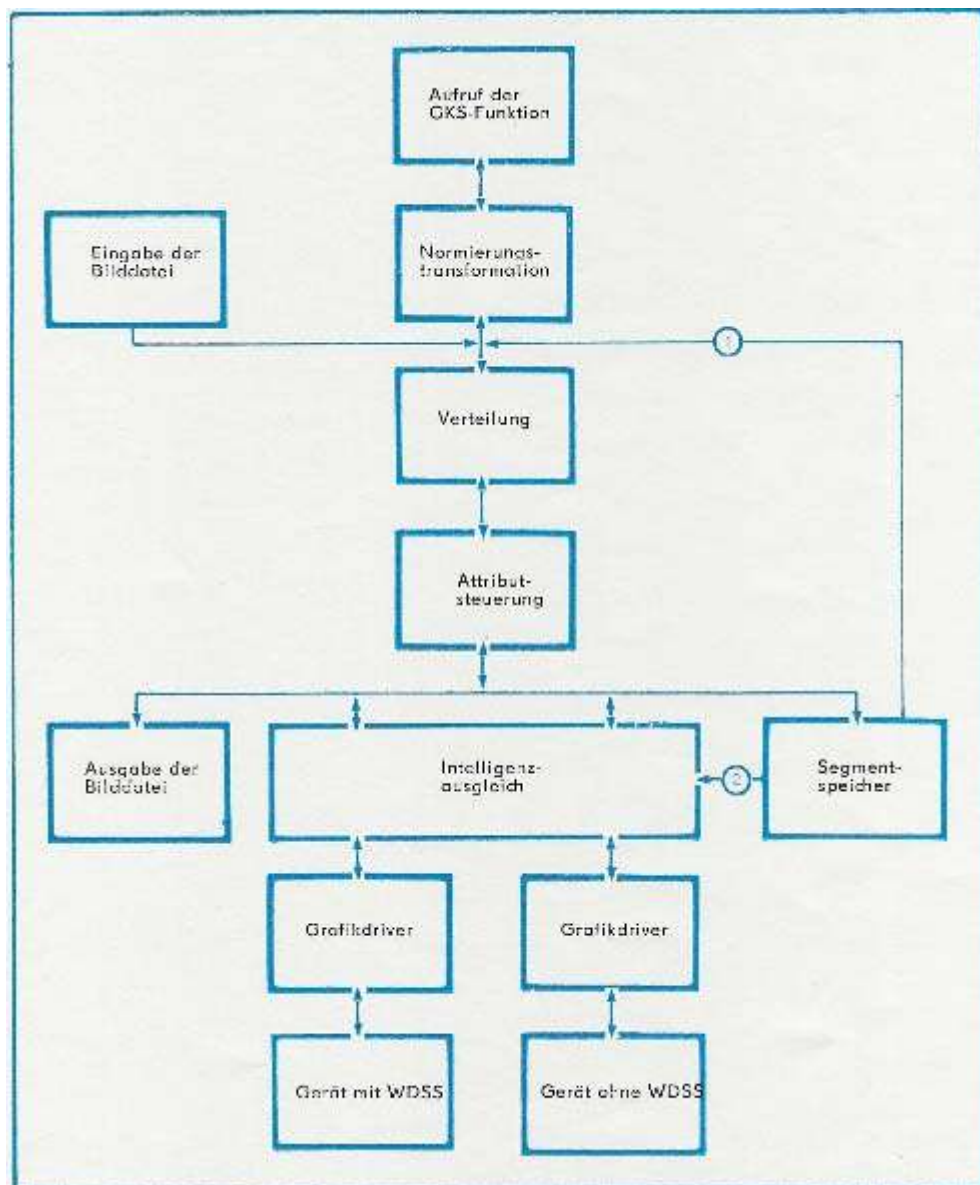 Aufruf der
GKS-Funktion
Eingabe der
Bilddatei
Normierungs-
transformation
1
Verteilung
Attribut-
steuerung
Ausgabe der
Bilddatei
Intelligenz-
ausgleich
2
Segment-
speicher
Grafikdriver
Grafikdriver
Gerät mit WDSS
Gerät ohne WDSS